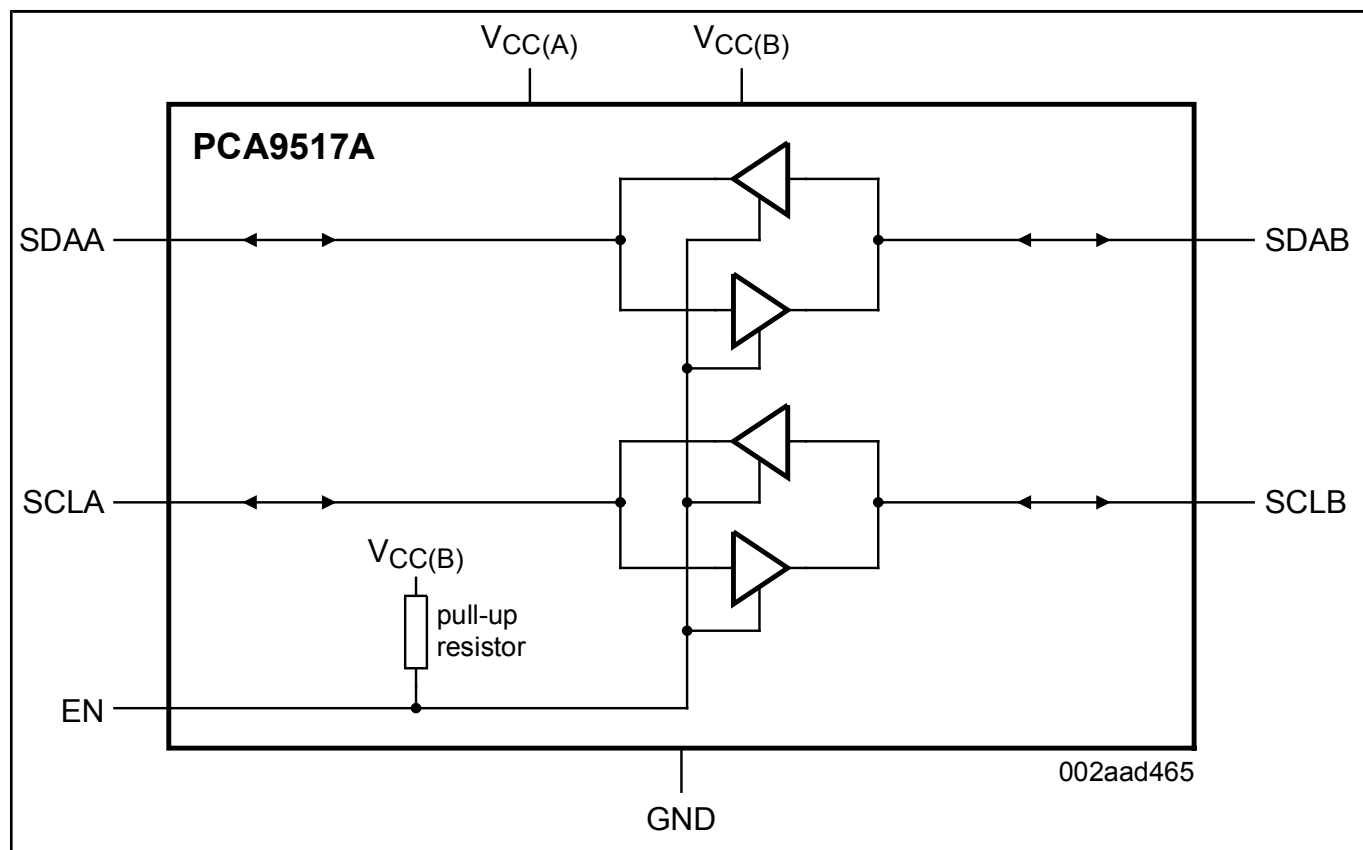 VCC(A)
VCC(B)
PCA9517A
SDAA
SDAB
SCLA
SCLB
VCC(B)
pull-up
resistor
EN
002aad465
GND